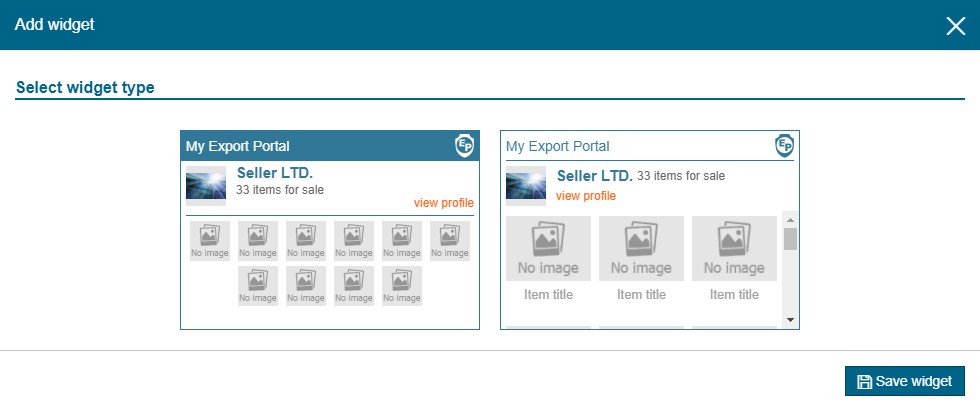 Add widget
Select widget type
My Export Portal EP
Seller LTD.
33 items for sale
view profile
No image No image No image No image No image No image
No image No image No image No image
My Export Portal EP
Seller LTD. 33 items for sale
view profile
No image No image No image
Item title Item title Item title
Save widget